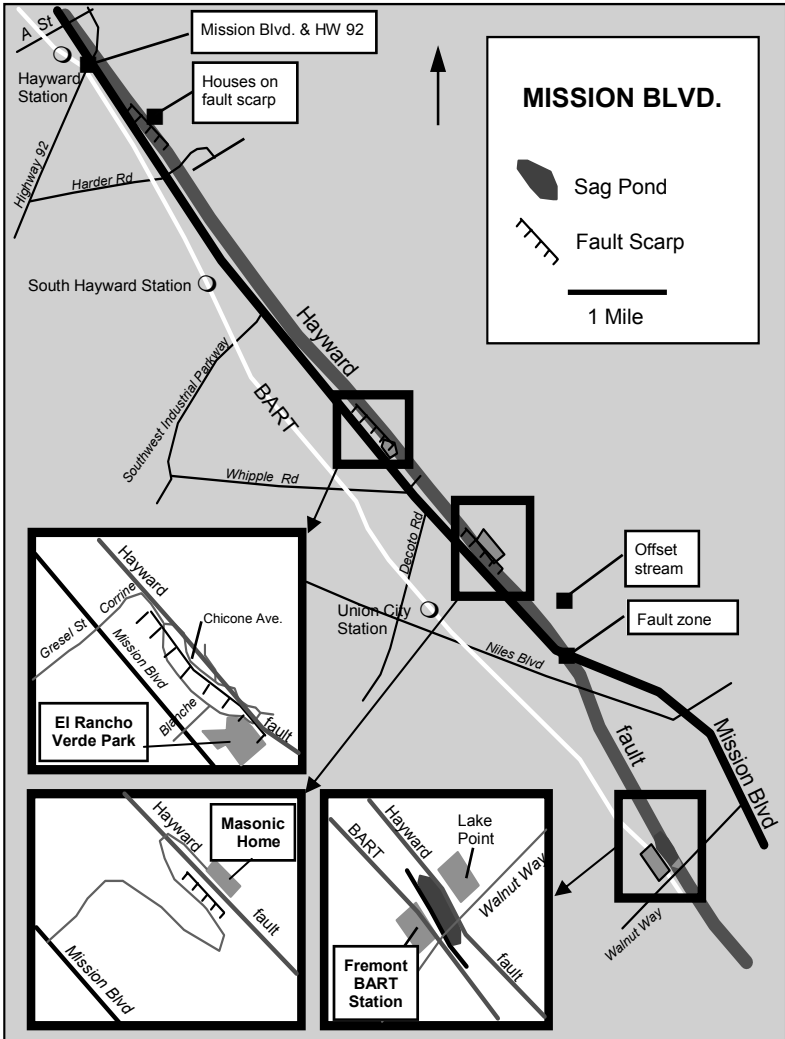 A St
Mission Blvd. & HW 92
Hayward
Station
Houses on
fault scarp
MISSION BLVD.
Sag Pond
Fault Scarp
1 Mile
Highway 92
Harder Rd
South Hayward Station
Hayward
Southwest Industrial Parkway
BART
Whipple Rd
Decoto Rd
Offset
stream
Union City
Station
Fault zone
Niles Blvd
fault
Mission Blvd
Walnut Way
Hayward
Corrine
Chicone Ave.
Gresel St
Mission Blvd
Blanche
El Rancho
Verde Park
fault
Hayward
Masonic
Home
fault
Mission Blvd
Hayward
BART
Lake
Point
Walnut Way
Fremont
BART
Station
fault